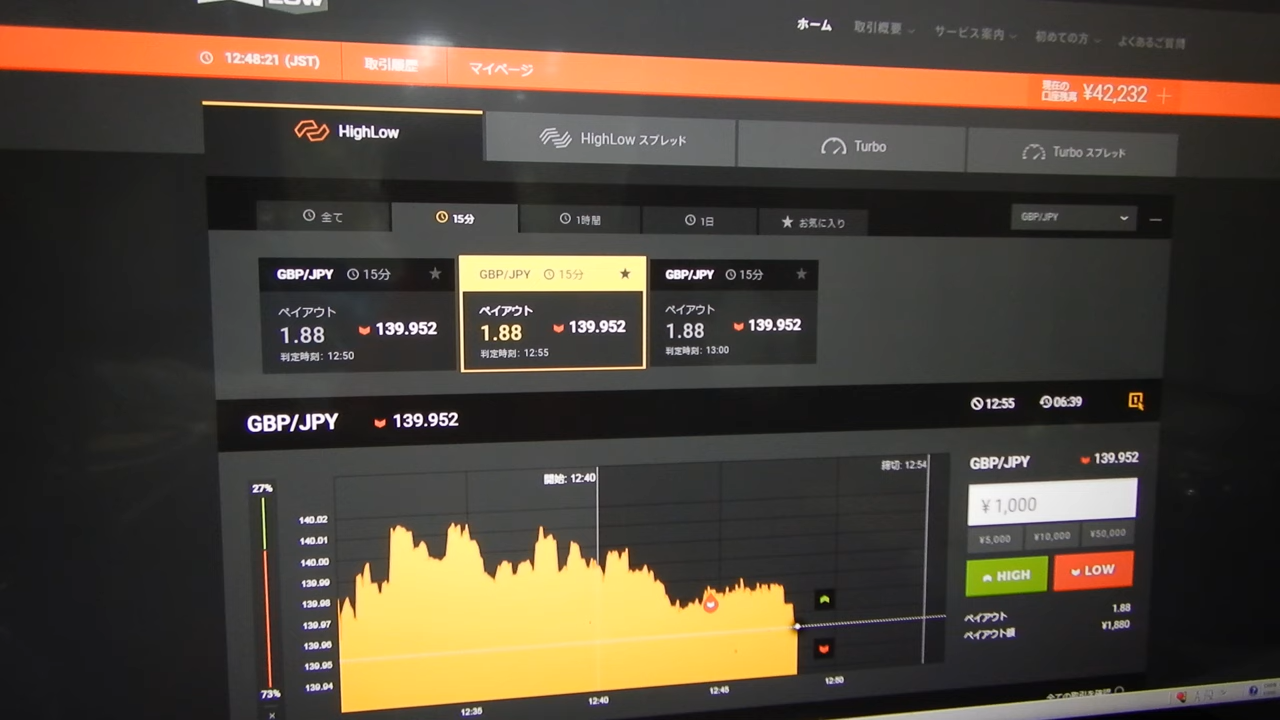 LOW
ホーム 取引概要 サービス案内 初めての方 よくあるご質問
12:48:21 (JST) 取引履歴 マイページ
現在の
口座残高 ¥42,232 +
HighLow HighLow スプレッド Turbo Turbo スプレッド
全て 15分 1時間 1日 お気に入り GBP/JPY
GBP/JPY 15分
ペイアウト
1.88 139.952
判定時刻: 12:50
GBP/JPY 15分
ペイアウト
1.88 139.952
判定時刻: 12:55
GBP/JPY 15分
ペイアウト
1.88 139.952
判定時刻: 13:00
GBP/JPY 139.952 12:55 06:39
27%
73%
開始: 12:40
締切: 12:54
140.02
140.01
140.00
139.99
139.98
139.97
139.96
139.95
139.94
12:35 12:40 12:45 12:50
GBP/JPY 139.952
¥1,000
¥5,000 ¥10,000 ¥50,000
HIGH LOW
ペイアウト 1.88
ペイアウト額 ¥1,880
全ての取引を確認